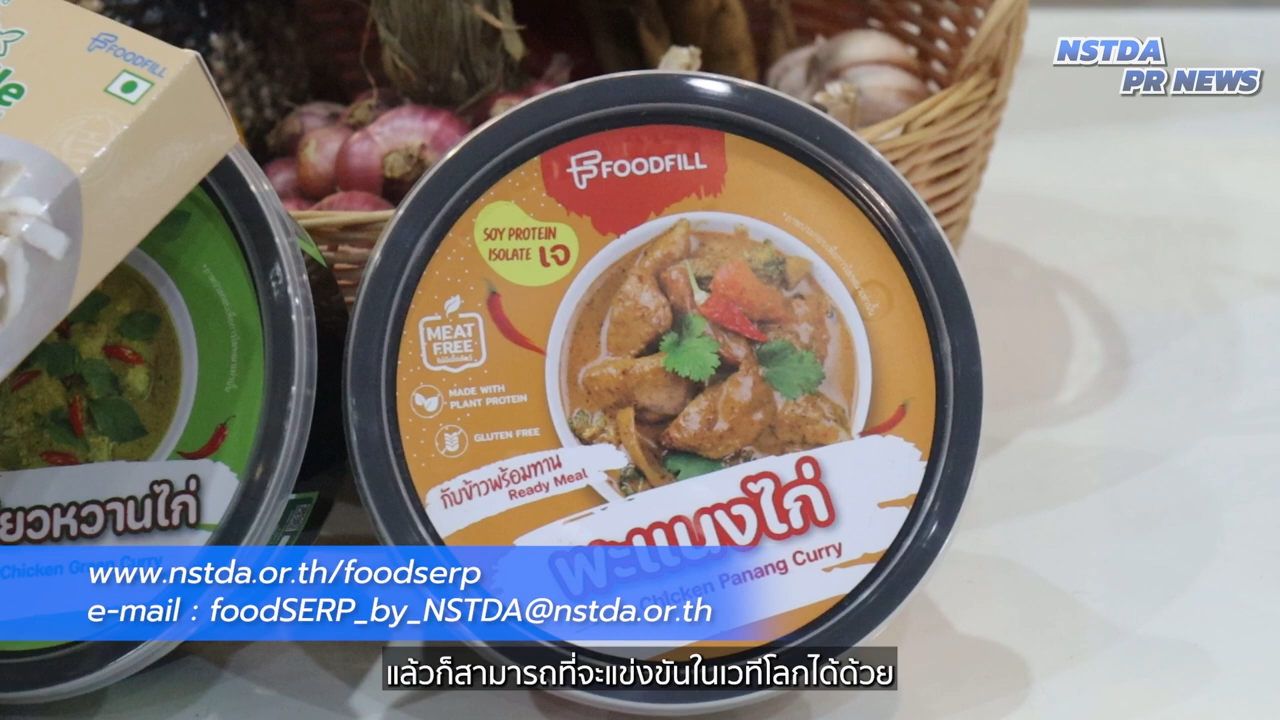 NSTDA
PR NEWS
FOODFILL
le
FOODFILL
SOY PROTEIN
ISOLATE เจ
MEAT
FREE
MADE WITH
PLANT PROTEIN
GLUTEN FREE
กับข้าวพร้อมทาน
Ready Meal
พะแนงไก่
Chicken Panang Curry
ยวหวานไก่
Chicken Green Curry
www.nstda.or.th/foodserp
e-mail : foodSERP_by_NSTDA@nstda.or.th
แล้วก็สามารถที่จะแข่งขันในเวทีโลกได้ด้วย